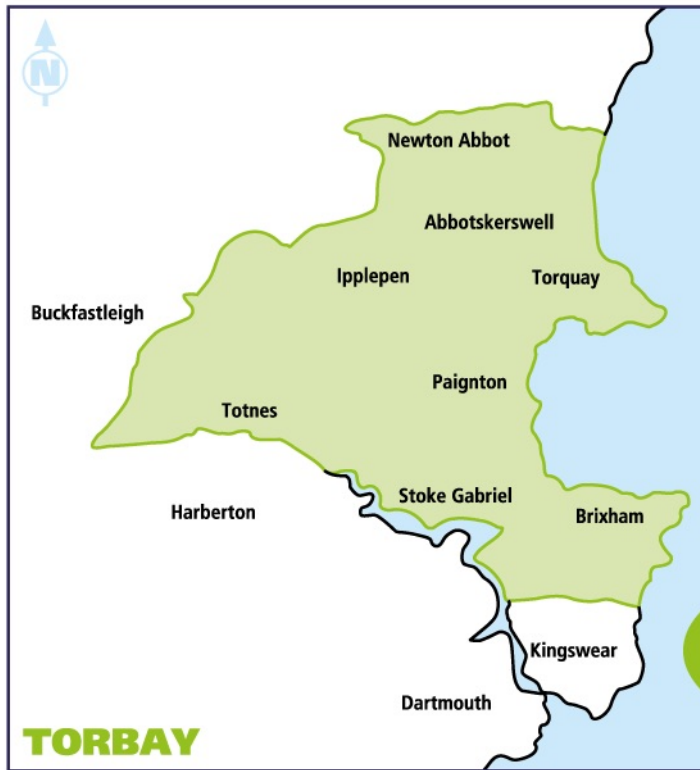 N
Newton Abbot
Abbotskerswell
Ipplepen
Torquay
Buckfastleigh
Paignton
Totnes
Stoke Gabriel
Harberton
Brixham
Kingswear
Dartmouth
TORBAY